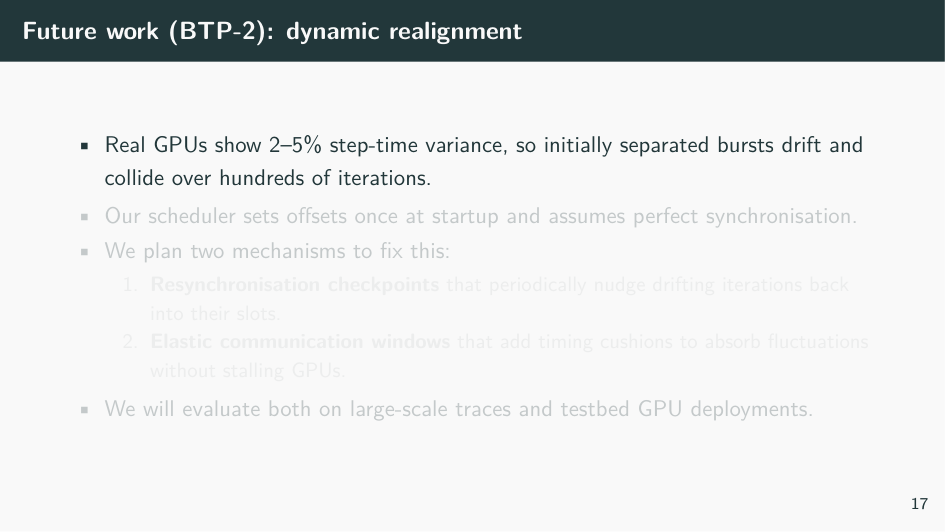 Future work (BTP-2): dynamic realignment
▪ Real GPUs show 2–5% step-time variance, so initially separated bursts drift and
collide over hundreds of iterations.
▪ Our scheduler sets offsets once at startup and assumes perfect synchronisation.
▪ We plan two mechanisms to fix this:
1. Resynchronisation checkpoints that periodically nudge drifting iterations back
into their slots.
2. Elastic communication windows that add timing cushions to absorb fluctuations
without stalling GPUs.
▪ We will evaluate both on large-scale traces and testbed GPU deployments.
17